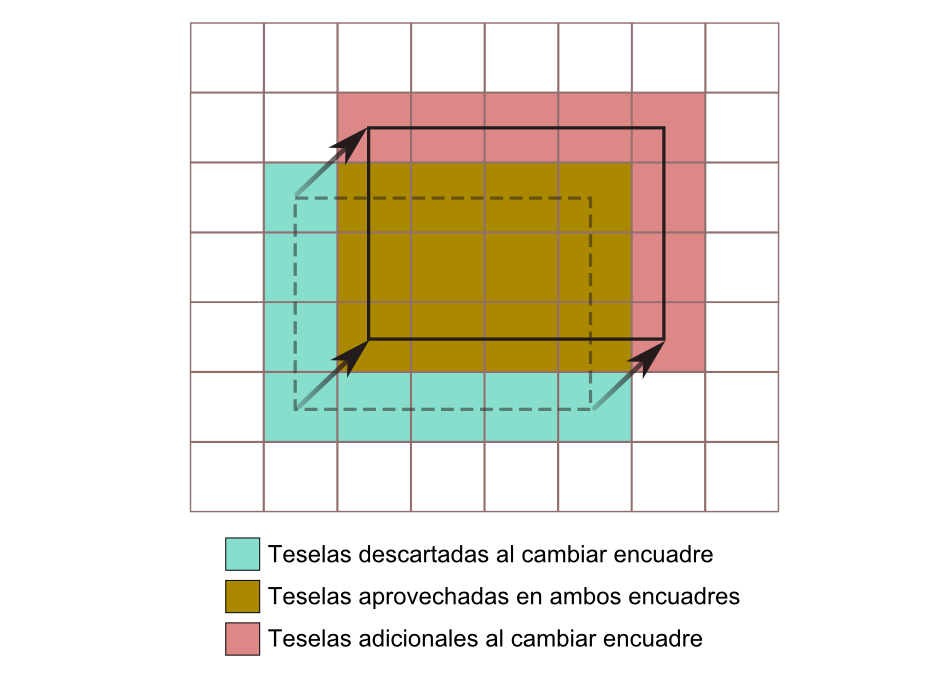 Teselas descartadas al cambiar encuadre
Teselas aprovechadas en ambos encuadres
Teselas adicionales al cambiar encuadre